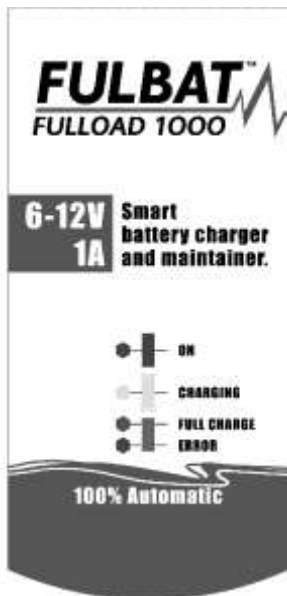 FULBAT™
FULLOAD 1000
6-12V
1A
Smart
battery charger
and maintainer.
ON
CHARGING
FULL CHARGE
ERROR
100% Automatic